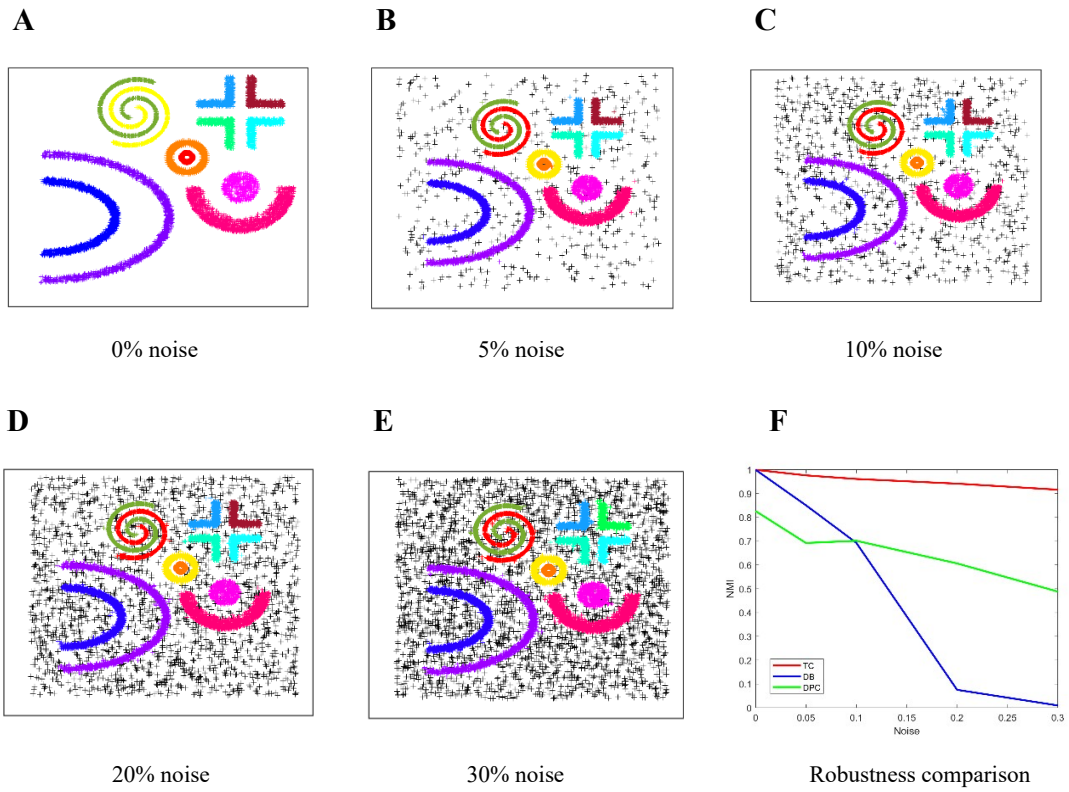 A
B
C
0% noise
5% noise
10% noise
D
E
F
20% noise
30% noise
1
0.9
0.8
0.7
0.6
0.5
0.4
0.3
0.2
0.1
0
NMI
TC
DB
DPC
0 0.05 0.1 0.15 0.2 0.25 0.3
Noise
Robustness comparison